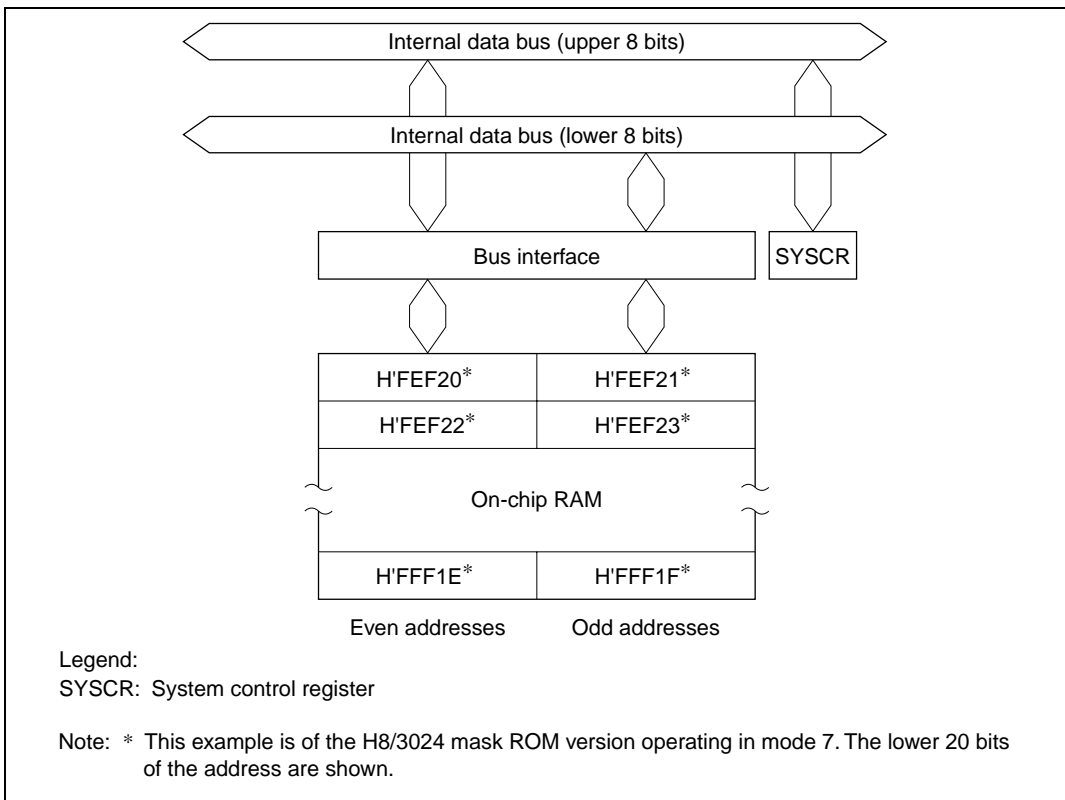 Internal data bus (upper 8 bits)
Internal data bus (lower 8 bits)
Bus interface
SYSCR
H'FEF20*
H'FEF21*
H'FEF22*
H'FEF23*
On-chip RAM
H'FFF1E*
H'FFF1F*
Even addresses
Odd addresses
Legend:
SYSCR: System control register
Note: * This example is of the H8/3024 mask ROM version operating in mode 7. The lower 20 bits
of the address are shown.